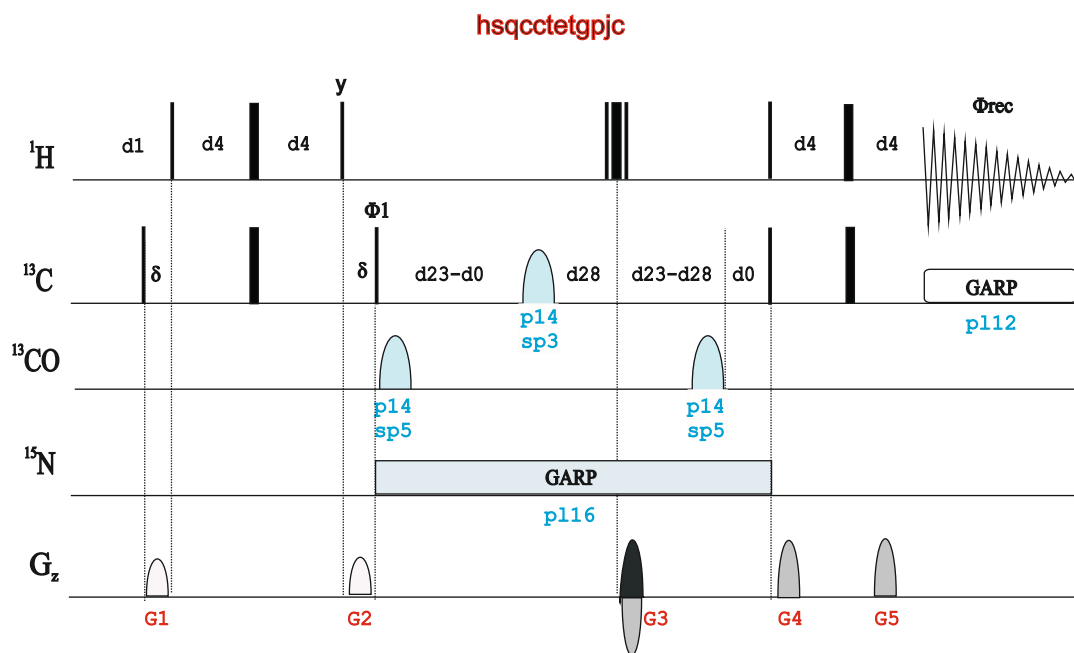 hsqcctetgpjc
y
Φrec
¹H
d1
d4
d4
d4
d4
Φ1
¹³C
δ
δ
d23-d0
d28
d23-d28
d0
GARP
p14
sp3
pl12
¹³CO
p14
sp5
p14
sp5
¹⁵N
GARP
pl16
Gz
G1
G2
G3
G4
G5